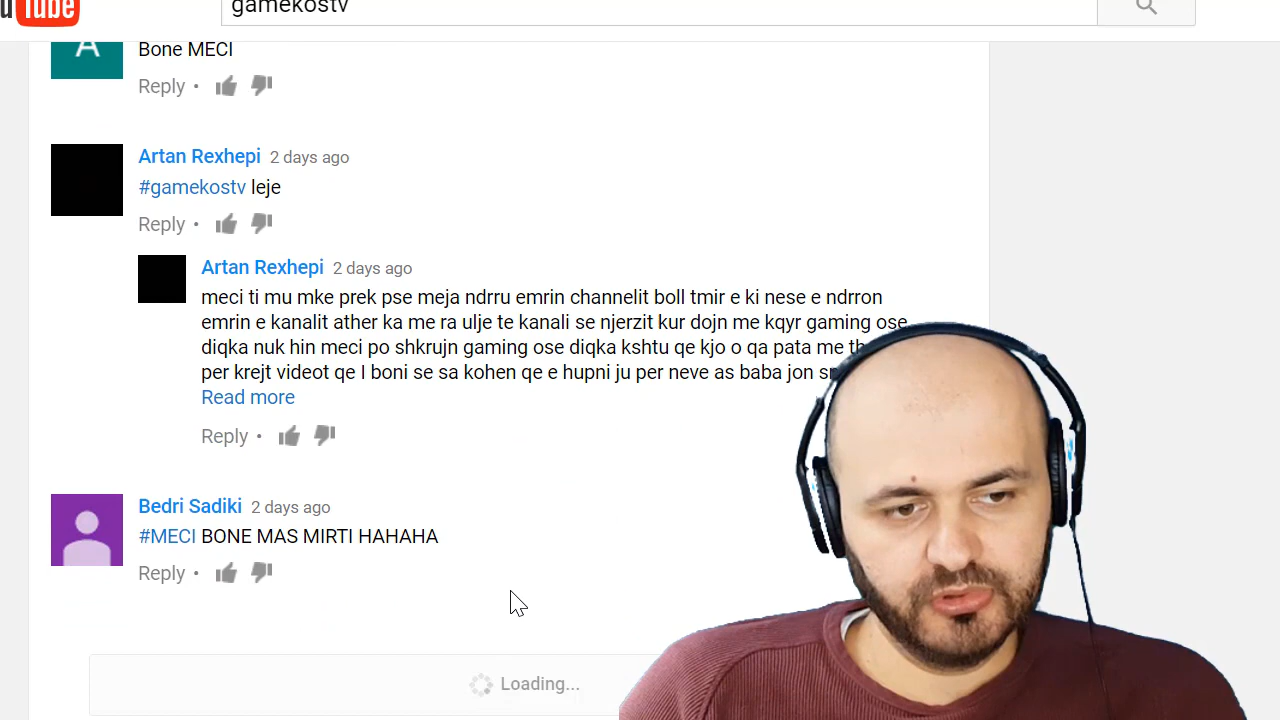 uTube
gamekostv
A
Bone MECI
Reply •
Artan Rexhepi 2 days ago
#gamekostv leje
Reply •
Artan Rexhepi 2 days ago
meci ti mu mke prek pse meja ndrru emrin channelit boll tmir e ki nese e ndrron
emrin e kanalit ather ka me ra ulje te kanali se njerzit kur dojn me kqyr gaming ose
diqka nuk hin meci po shkrujn gaming ose diqka kshtu qe kjo o qa pata me
per krejt videot qe I boni se sa kohen qe e hupni ju per neve as baba jon
Read more
Reply •
Bedri Sadiki 2 days ago
#MECI BONE MAS MIRTI HAHAHA
Reply •
Loading...